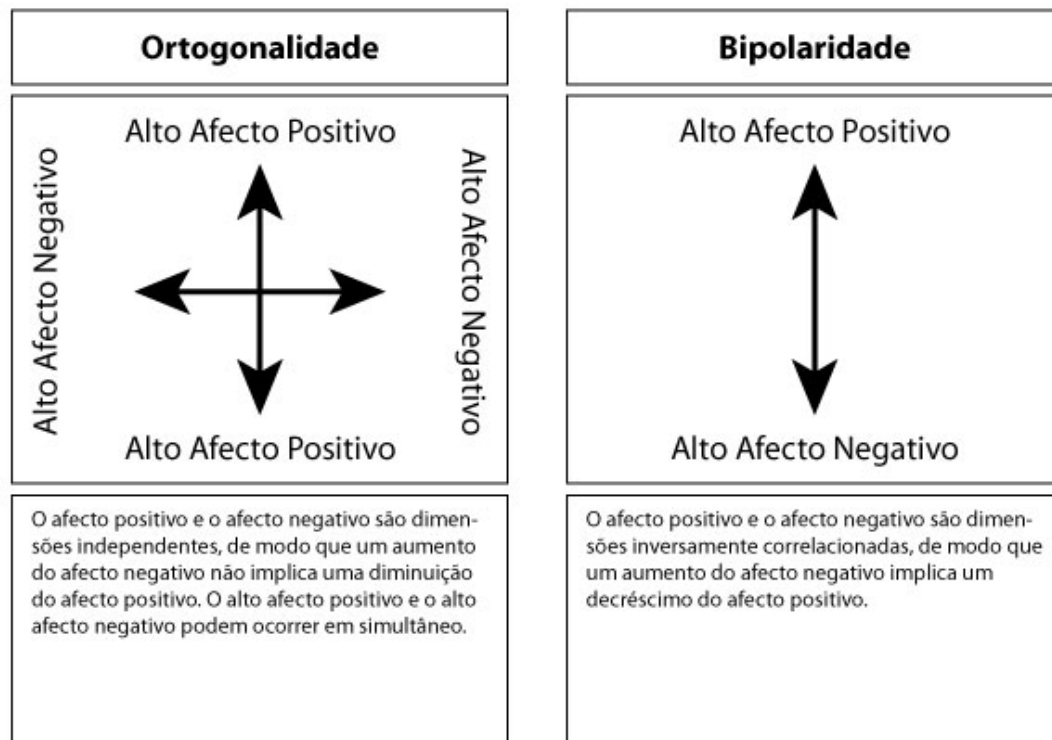 Ortogonalidade
Alto Afecto Positivo
Alto Afecto Negativo
Alto Afecto Negativo
Alto Afecto Positivo
O afecto positivo e o afecto negativo são dimen-
sões independentes, de modo que um aumento
do afecto negativo não implica uma diminuição
do afecto positivo. O alto afecto positivo e o alto
afecto negativo podem ocorrer em simultâneo.
Bipolaridade
Alto Afecto Positivo
Alto Afecto Negativo
O afecto positivo e o afecto negativo são dimen-
sões inversamente correlacionadas, de modo que
um aumento do afecto negativo implica um
decréscimo do afecto positivo.